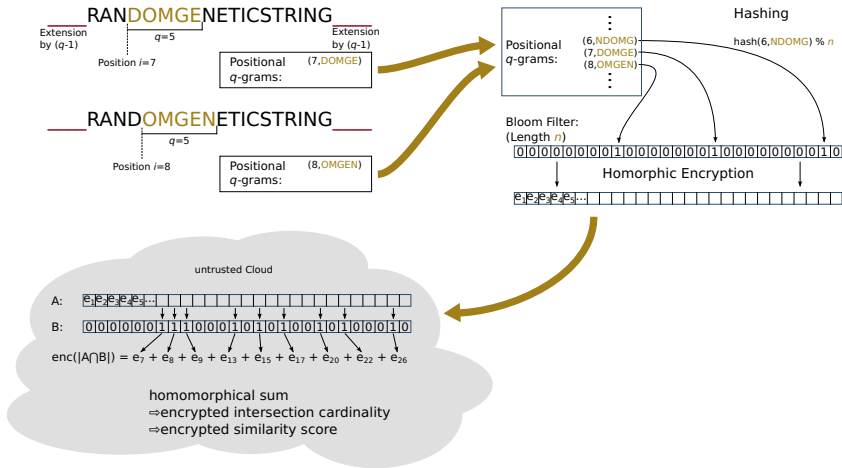 RANDOMGENETICSTRING
Extension
by (q-1)
q=5
Extension
by (q-1)
Position i=7
Positional
q-grams:
(7,DOMGE)
RANDOMGENETICSTRING
q=5
Position i=8
Positional
q-grams:
(8,OMGEN)
Hashing
Positional
q-grams:
(6,NDOMG)
(7,DOMGE)
(8,OMGEN)
hash(6,NDOMG) % n
Bloom Filter:
(Length n)
0 0 0 0 0 0 0 0 1 0 0 0 0 0 0 0 1 0 0 0 0 0 0 0 0 1 0
Homorphic Encryption
e1 e2 e3 e4 e5 ...
untrusted Cloud
A: e1 e2 e3 e4 e5 ...
B: 0 0 0 0 0 0 1 1 1 0 0 0 1 0 1 0 1 0 0 1 0 1 0 0 0 1 0
enc(|A⋂B|) = e7 + e8 + e9 + e13 + e15 + e17 + e20 + e22 + e26
homomorphical sum
⇨encrypted intersection cardinality
⇨encrypted similarity score